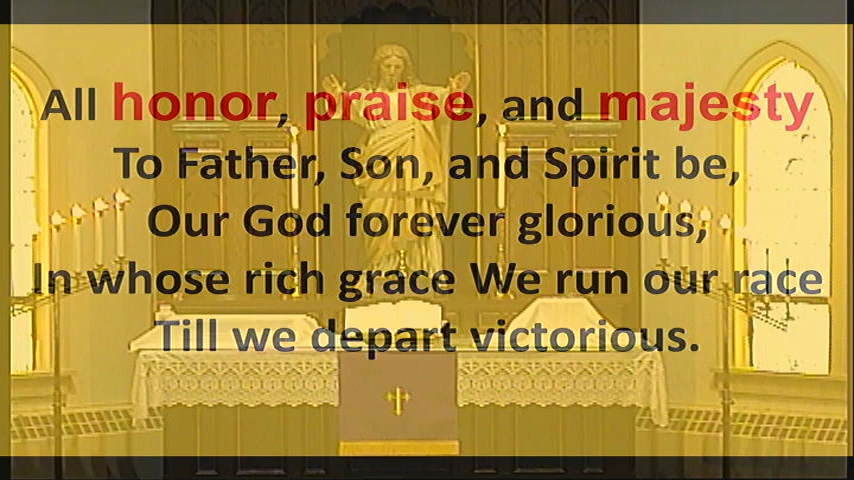 All honor, praise, and majesty
To Father, Son, and Spirit be,
Our God forever glorious,
In whose rich grace We run our race
Till we depart victorious.